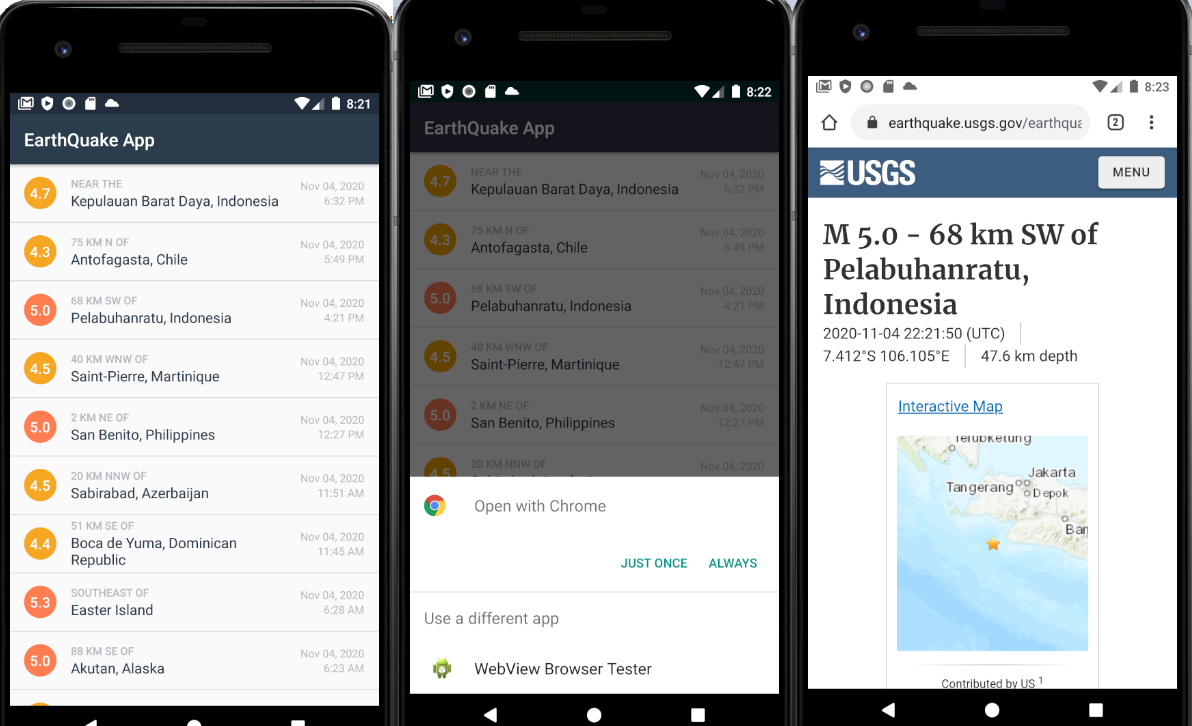 8:21
EarthQuake App
4.7
NEAR THE
Kepulauan Barat Daya, Indonesia
Nov 04, 2020
6:32 PM
4.3
75 KM N OF
Antofagasta, Chile
Nov 04, 2020
5:49 PM
5.0
68 KM SW OF
Pelabuhanratu, Indonesia
Nov 04, 2020
4:21 PM
4.5
40 KM WNW OF
Saint-Pierre, Martinique
Nov 04, 2020
12:47 PM
5.0
2 KM NE OF
San Benito, Philippines
Nov 04, 2020
12:27 PM
4.5
20 KM NNW OF
Sabirabad, Azerbaijan
Nov 04, 2020
11:51 AM
4.4
51 KM SE OF
Boca de Yuma, Dominican
Republic
Nov 04, 2020
11:45 AM
5.3
SOUTHEAST OF
Easter Island
Nov 04, 2020
6:28 AM
5.0
88 KM SE OF
Akutan, Alaska
Nov 04, 2020
6:23 AM
8:22
EarthQuake App
4.7
NEAR THE
Kepulauan Barat Daya, Indonesia
Nov 04, 2020
6:32 PM
4.3
75 KM N OF
Antofagasta, Chile
Nov 04, 2020
5:49 PM
5.0
68 KM SW OF
Pelabuhanratu, Indonesia
Nov 04, 2020
4:21 PM
4.5
40 KM WNW OF
Saint-Pierre, Martinique
Nov 04, 2020
12:47 PM
5.0
2 KM NE OF
San Benito, Philippines
Nov 04, 2020
12:27 PM
4.5
20 KM NNW OF
Nov 04, 2020
Open with Chrome
JUST ONCE ALWAYS
Use a different app
WebView Browser Tester
8:23
earthquake.usgs.gov/earthqua
2
USGS
MENU
M 5.0 - 68 km SW of
Pelabuhanratu,
Indonesia
2020-11-04 22:21:50 (UTC)
7.412°S 106.105°E
47.6 km depth
Interactive Map
Telubketung
Jakarta
Tangerang
Depok
Ban
Contributed by US 1